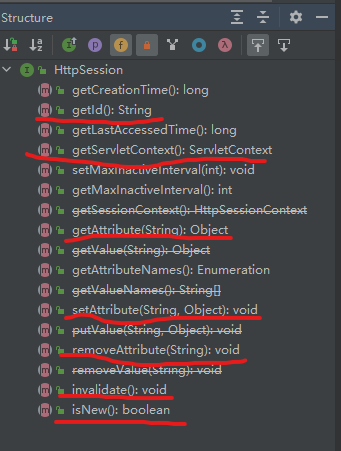 Structure
HttpSession
getCreationTime(): long
getId(): String
getLastAccessedTime(): long
getServletContext(): ServletContext
setMaxInactiveInterval(int): void
getMaxInactiveInterval(): int
getSessionContext(): HttpSessionContext
getAttribute(String): Object
getValue(String): Object
getAttributeNames(): Enumeration
getValueNames(): String[]
setAttribute(String, Object): void
putValue(String, Object): void
removeAttribute(String): void
removeValue(String): void
invalidate(): void
isNew(): boolean